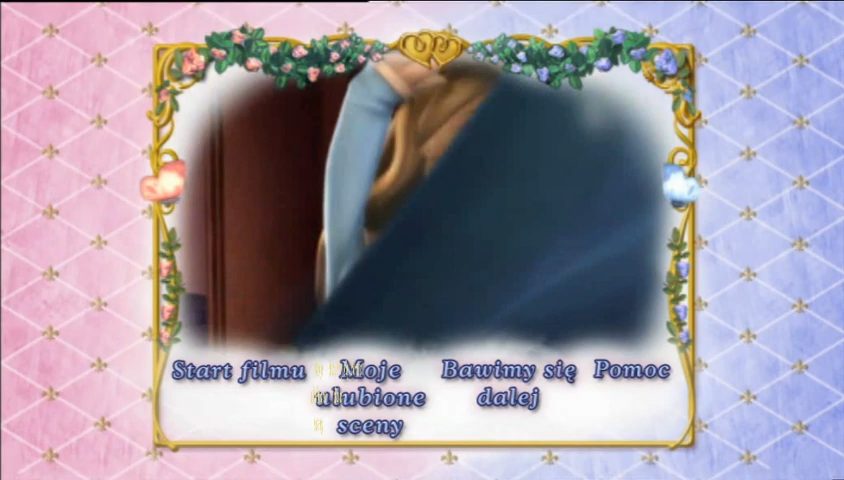 Start filmu
Moje
ulubione
sceny
Bawimy się
dalej
Pomoc